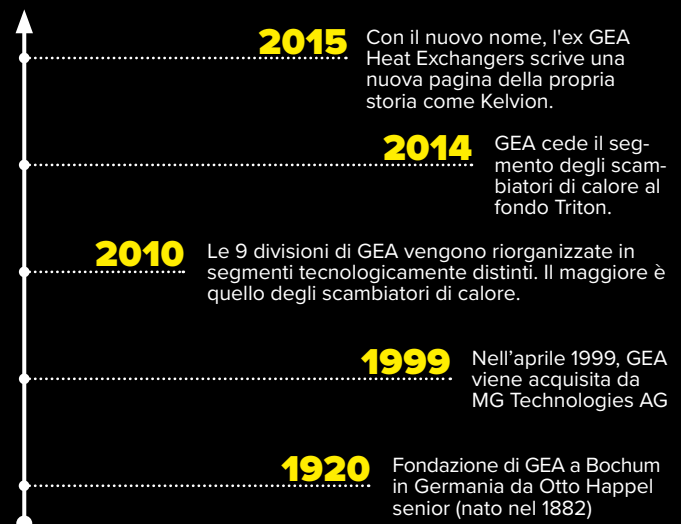 2015
Con il nuovo nome, l'ex GEA
Heat Exchangers scrive una
nuova pagina della propria
storia come Kelvion.
2014
GEA cede il seg-
mento degli scam-
biatori di calore al
fondo Triton.
2010
Le 9 divisioni di GEA vengono riorganizzate in
segmenti tecnologicamente distinti. Il maggiore è
quello degli scambiatori di calore.
1999
Nell’aprile 1999, GEA
viene acquisita da
MG Technologies AG
1920
Fondazione di GEA a Bochum
in Germania da Otto Happel
senior (nato nel 1882)